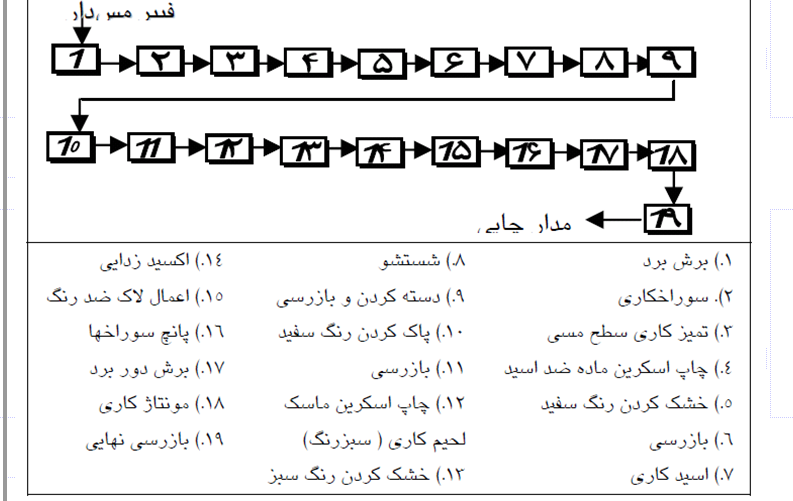 فیبر مس‌دار
۱ ۲ ۳ ۴ ۵ ۶ ۷ ۸ ۹
۱۰ ۱۱ ۱۲ ۱۳ ۱۴ ۱۵ ۱۶ ۱۷ ۱۸
۱۹
مدار چاپی
۱.) برش برد
۲). سوراخکاری
۳.) تمیز کاری سطح مسی
۴.) چاپ اسکرین ماده ضد اسید
۵.) خشک کردن رنگ سفید
۶.) بازرسی
۷.) اسید کاری
۸.) شستشو
۹.) دسته کردن و بازرسی
۱۰.) پاک کردن رنگ سفید
۱۱.) بازرسی
۱۲.) چاپ اسکرین ماسک
لحیم کاری ( سبزرنگ)
۱۳.) خشک کردن رنگ سبز
۱۴.) اکسید زدایی
۱۵.) اعمال لاک ضد رنگ
۱۶.) پانچ سوراخها
۱۷.) برش دور برد
۱۸.) مونتاژ کاری
۱۹.) بازرسی نهایی